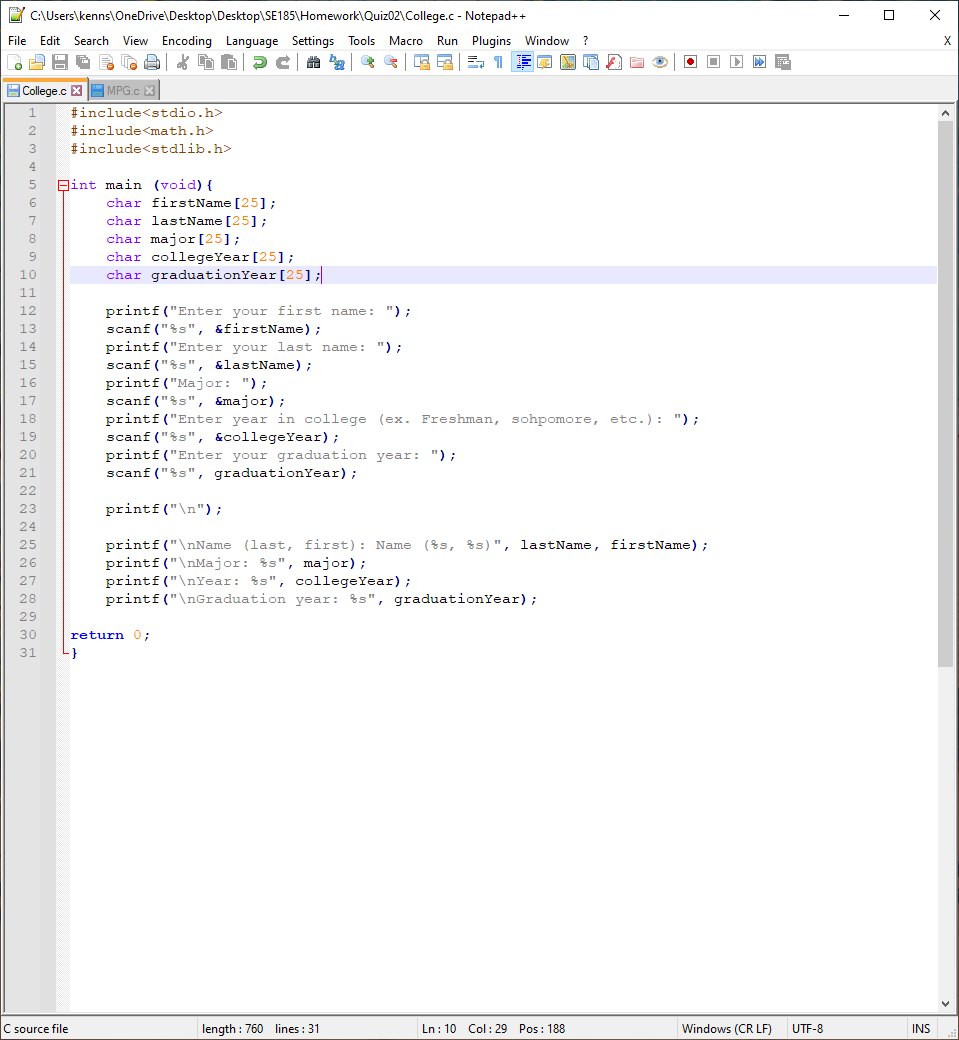 C:\Users\kenns\OneDrive\Desktop\Desktop\SE185\Homework\Quiz02\College.c - Notepad++
File Edit Search View Encoding Language Settings Tools Macro Run Plugins Window ? X
College.c MPG.c
1 #include<stdio.h>
2 #include<math.h>
3 #include<stdlib.h>
4
5 int main (void){
6 char firstName[25];
7 char lastName[25];
8 char major[25];
9 char collegeYear[25];
10 char graduationYear[25];
11
12 printf("Enter your first name: ");
13 scanf("%s", &firstName);
14 printf("Enter your last name: ");
15 scanf("%s", &lastName);
16 printf("Major: ");
17 scanf("%s", &major);
18 printf("Enter year in college (ex. Freshman, sohpomore, etc.): ");
19 scanf("%s", &collegeYear);
20 printf("Enter your graduation year: ");
21 scanf("%s", graduationYear);
22
23 printf("\n");
24
25 printf("\nName (last, first): Name (%s, %s)", lastName, firstName);
26 printf("\nMajor: %s", major);
27 printf("\nYear: %s", collegeYear);
28 printf("\nGraduation year: %s", graduationYear);
29
30 return 0;
31 }
C source file length : 760 lines : 31 Ln : 10 Col : 29 Pos : 188 Windows (CR LF) UTF-8 INS